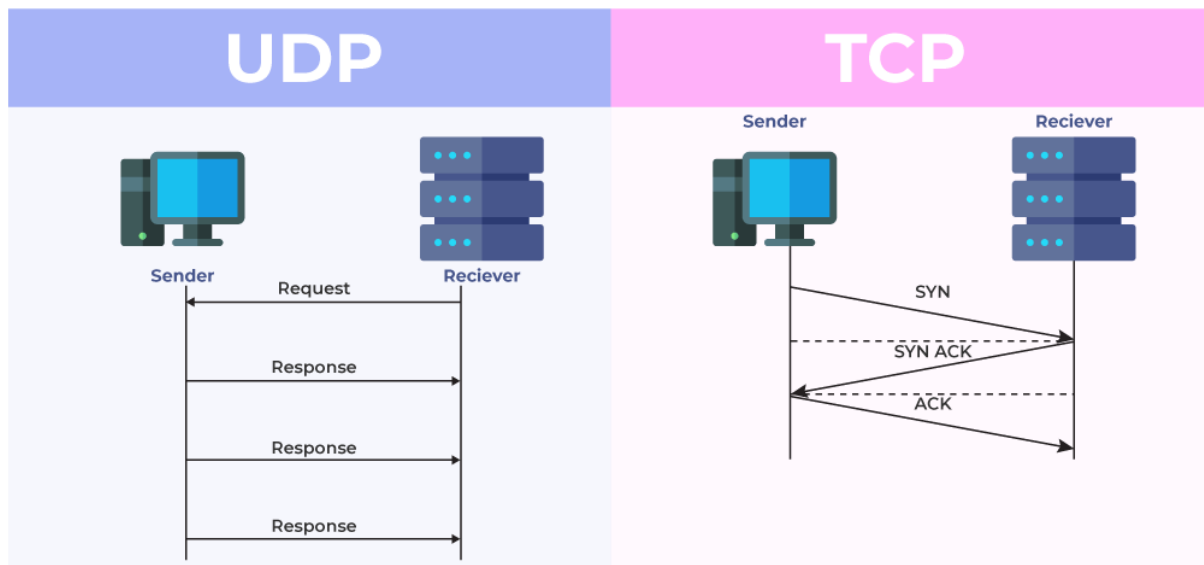 UDP
Sender
Reciever
Request
Response
Response
Response
TCP
Sender
Reciever
SYN
SYN ACK
ACK